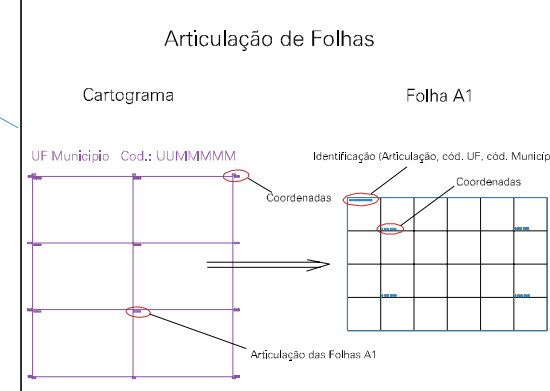 Articulação de Folhas
Cartograma
Folha A1
UF Municipio Cod.: UUMMMMM
Identificação (Articulação, cód. UF, cód. Municíp
Coordenadas
Coordenadas
Articulação das Folhas A1